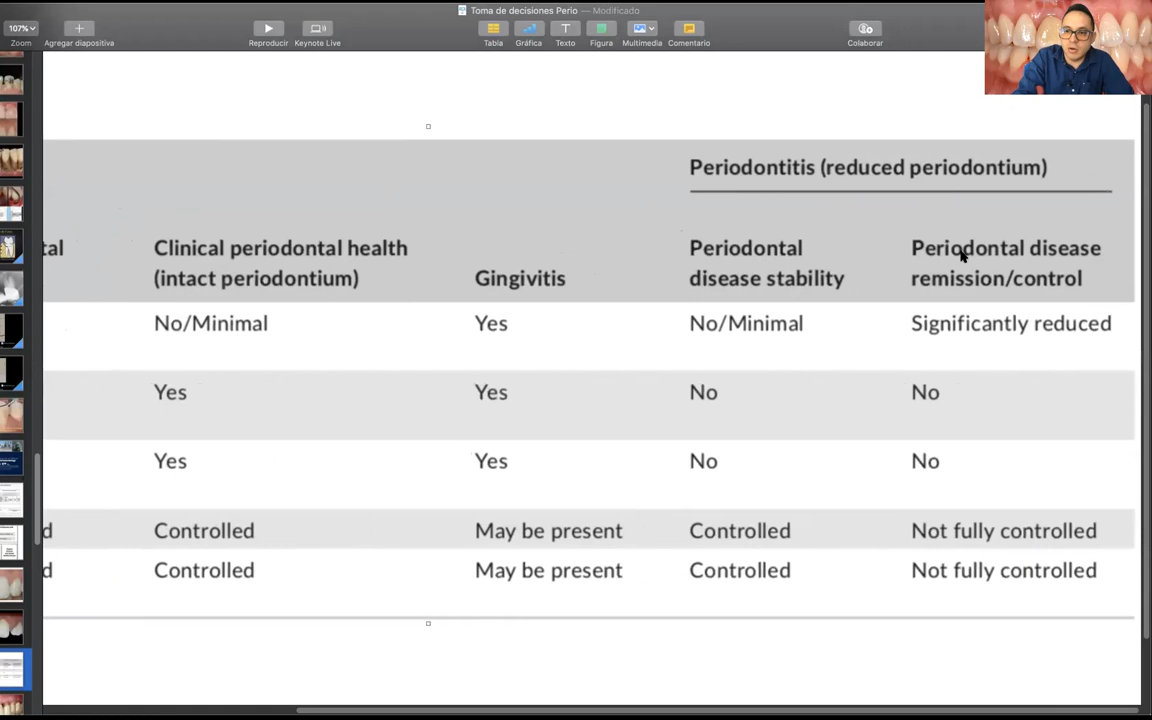 Toma de decisiones Perio — Modificado
107%
Zoom
Agregar diapositiva
Reproducir
Keynote Live
Tabla
Gráfica
Texto
Figura
Multimedia
Comentario
Colaborar
Periodontitis (reduced periodontium)
tal Clinical periodontal health (intact periodontium) Gingivitis Periodontal disease stability Periodontal disease remission/control
No/Minimal Yes No/Minimal Significantly reduced
Yes Yes No No
Yes Yes No No
d Controlled May be present Controlled Not fully controlled
d Controlled May be present Controlled Not fully controlled